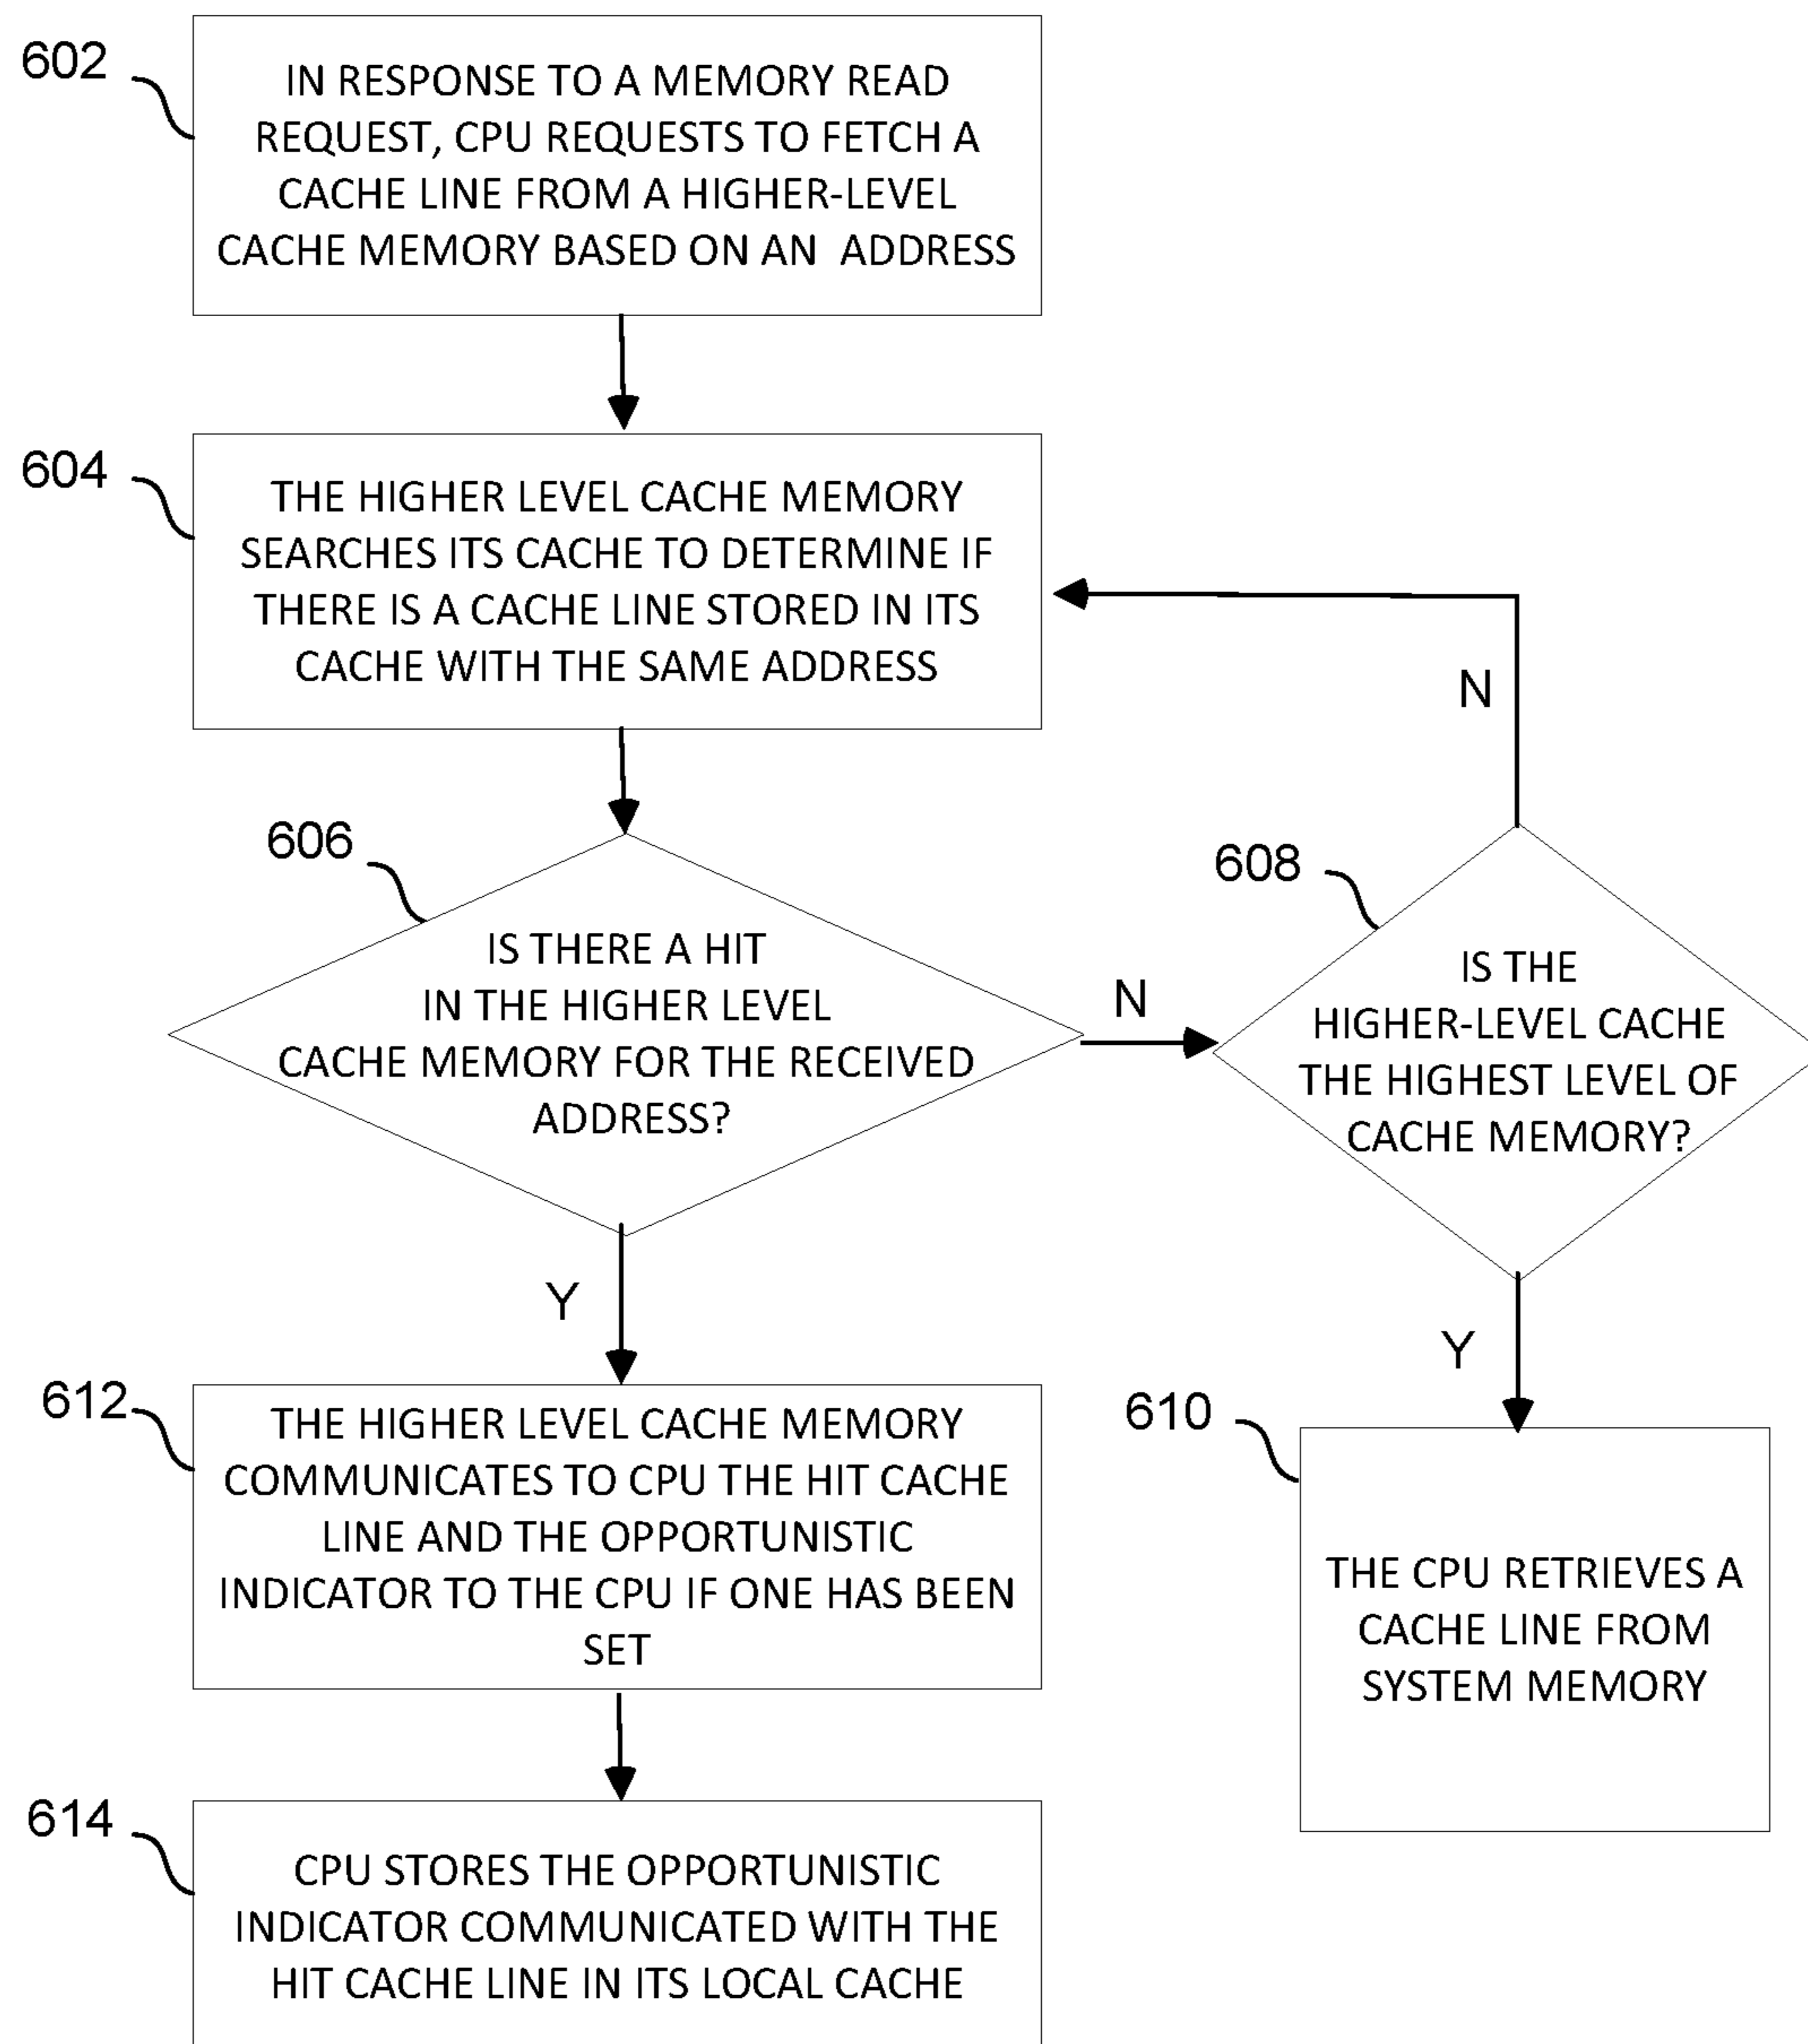 602
IN RESPONSE TO A MEMORY READ
REQUEST, CPU REQUESTS TO FETCH A
CACHE LINE FROM A HIGHER-LEVEL
CACHE MEMORY BASED ON AN ADDRESS
604
THE HIGHER LEVEL CACHE MEMORY
SEARCHES ITS CACHE TO DETERMINE IF
THERE IS A CACHE LINE STORED IN ITS
CACHE WITH THE SAME ADDRESS
N
606
IS THERE A HIT
IN THE HIGHER LEVEL
CACHE MEMORY FOR THE RECEIVED
ADDRESS?
N
608
IS THE
HIGHER-LEVEL CACHE
THE HIGHEST LEVEL OF
CACHE MEMORY?
Y
Y
612
THE HIGHER LEVEL CACHE MEMORY
COMMUNICATES TO CPU THE HIT CACHE
LINE AND THE OPPORTUNISTIC
INDICATOR TO THE CPU IF ONE HAS BEEN
SET
610
THE CPU RETRIEVES A
CACHE LINE FROM
SYSTEM MEMORY
614
CPU STORES THE OPPORTUNISTIC
INDICATOR COMMUNICATED WITH THE
HIT CACHE LINE IN ITS LOCAL CACHE